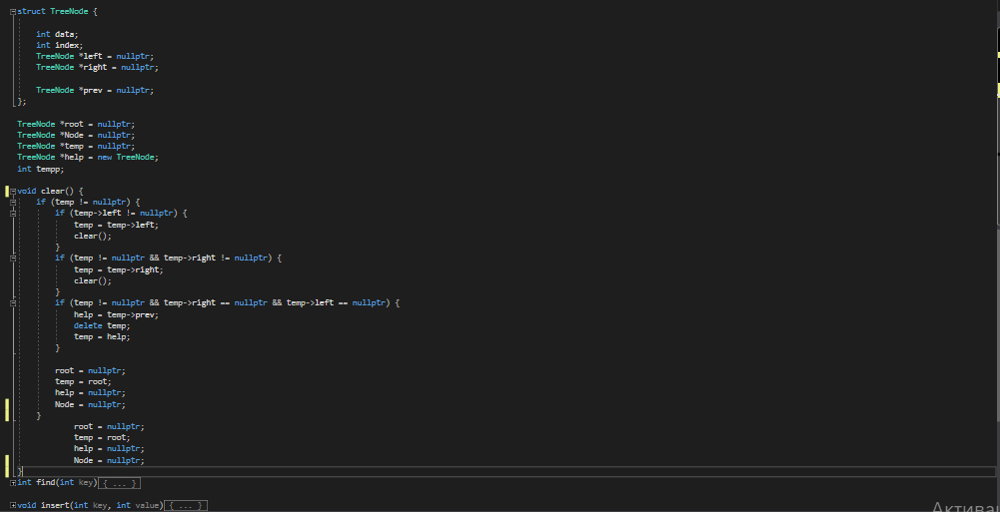 struct TreeNode {
int data;
int index;
TreeNode *left = nullptr;
TreeNode *right = nullptr;
TreeNode *prev = nullptr;
};
TreeNode *root = nullptr;
TreeNode *Node = nullptr;
TreeNode *temp = nullptr;
TreeNode *help = new TreeNode;
int tempp;
void clear() {
if (temp != nullptr) {
if (temp->left != nullptr) {
temp = temp->left;
clear();
}
if (temp != nullptr && temp->right != nullptr) {
temp = temp->right;
clear();
}
if (temp != nullptr && temp->right == nullptr && temp->left == nullptr) {
help = temp->prev;
delete temp;
temp = help;
}
root = nullptr;
temp = root;
help = nullptr;
Node = nullptr;
}
root = nullptr;
temp = root;
help = nullptr;
Node = nullptr;
}
int find(int key){ ... }
void insert(int key, int value){ ... }
Актива